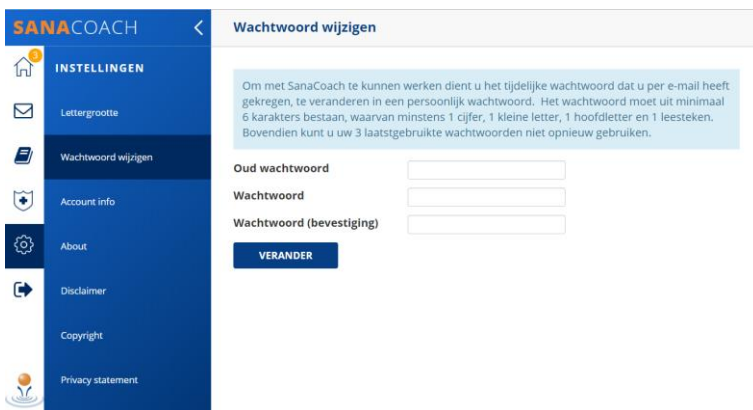 SANACOACH
3
INSTELLINGEN
Lettergrootte
Wachtwoord wijzigen
Account info
About
Disclaimer
Copyright
Privacy statement
Wachtwoord wijzigen
Om met SanaCoach te kunnen werken dient u het tijdelijke wachtwoord dat u per e-mail heeft
gekregen, te veranderen in een persoonlijk wachtwoord. Het wachtwoord moet uit minimaal
6 karakters bestaan, waarvan minstens 1 cijfer, 1 kleine letter, 1 hoofdletter en 1 leesteken.
Bovendien kunt u uw 3 laatstgebruikte wachtwoorden niet opnieuw gebruiken.
Oud wachtwoord
Wachtwoord
Wachtwoord (bevestiging)
VERANDER